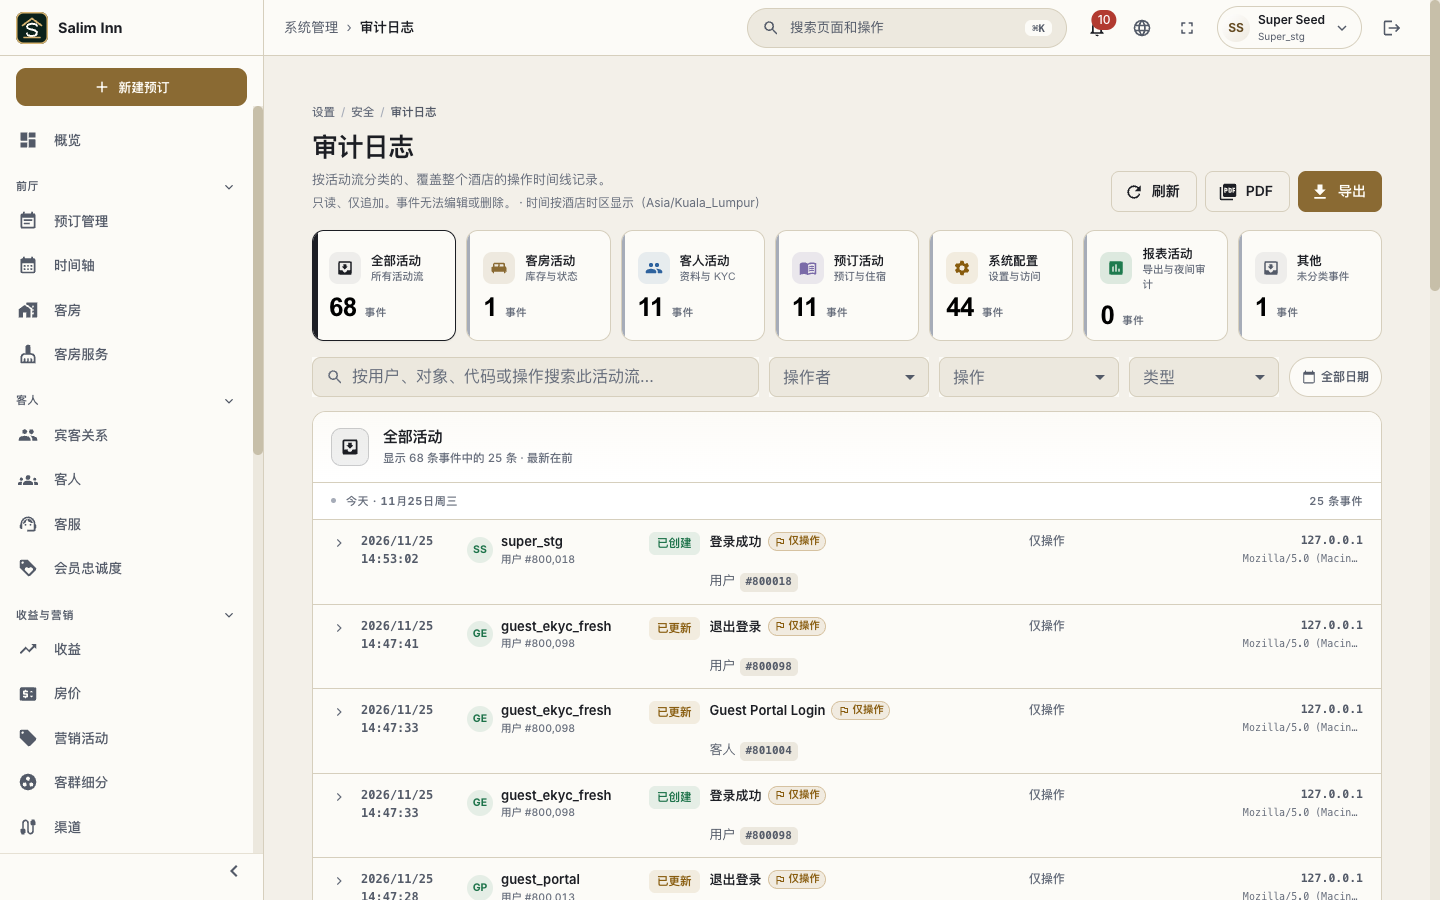 Salim Inn
系统管理 › 审计日志
搜索页面和操作
⌘K
10
SS
Super Seed
Super_stg
新建预订
概览
前厅
预订管理
时间轴
客房
客房服务
客人
宾客关系
客人
客服
会员忠诚度
收益与营销
收益
房价
营销活动
客群细分
渠道
设置 / 安全 / 审计日志
审计日志
按活动流分类的、覆盖整个酒店的操作时间线记录。
只读、仅追加。事件无法编辑或删除。 · 时间按酒店时区显示（Asia/Kuala_Lumpur）
刷新
PDF
导出
全部活动
所有活动流
68 事件
客房活动
库存与状态
1 事件
客人活动
资料与 KYC
11 事件
预订活动
预订与住宿
11 事件
系统配置
设置与访问
44 事件
报表活动
导出与夜间审
计
0 事件
其他
未分类事件
1 事件
按用户、对象、代码或操作搜索此活动流...
操作者
操作
类型
全部日期
全部活动
显示 68 条事件中的 25 条 · 最新在前
今天 · 11月25日周三
25 条事件
2026/11/25
14:53:02
SS
super_stg
用户 #800,018
已创建
登录成功
仅操作
用户 #800018
仅操作
127.0.0.1
Mozilla/5.0 (Macin…
2026/11/25
14:47:41
GE
guest_ekyc_fresh
用户 #800,098
已更新
退出登录
仅操作
用户 #800098
仅操作
127.0.0.1
Mozilla/5.0 (Macin…
2026/11/25
14:47:33
GE
guest_ekyc_fresh
用户 #800,098
已更新
Guest Portal Login
仅操作
客人 #801004
仅操作
127.0.0.1
Mozilla/5.0 (Macin…
2026/11/25
14:47:33
GE
guest_ekyc_fresh
用户 #800,098
已创建
登录成功
仅操作
用户 #800098
仅操作
127.0.0.1
Mozilla/5.0 (Macin…
2026/11/25
14:47:28
GP
guest_portal
用户 #800,013
已更新
退出登录
仅操作
仅操作
127.0.0.1
Mozilla/5.0 (Macin…